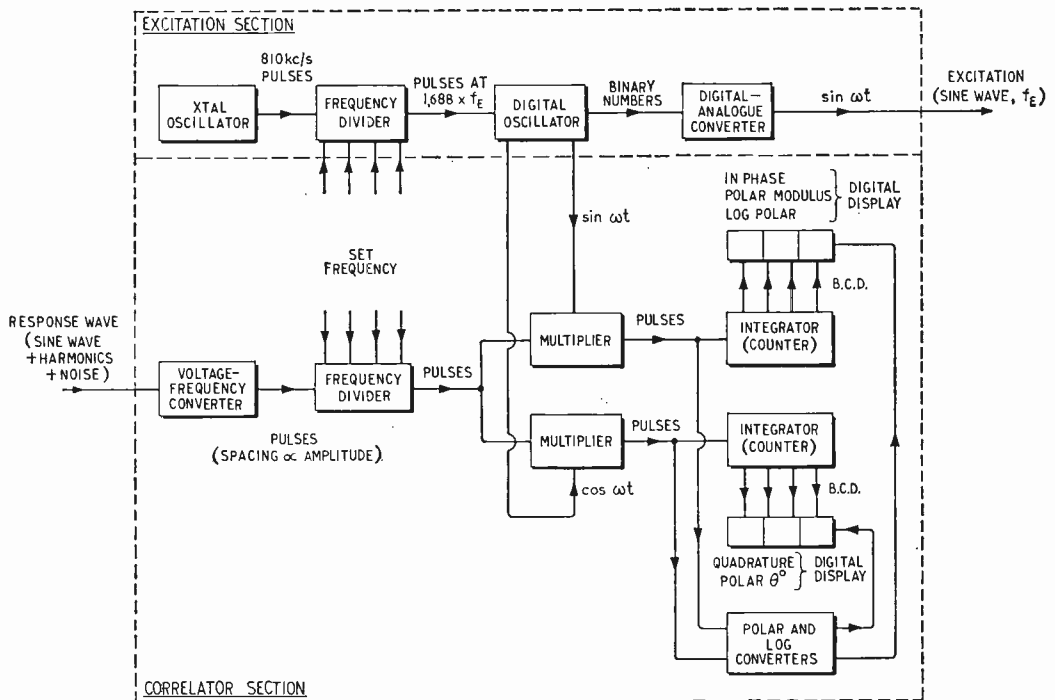 EXCITATION SECTION
810kc/s
PULSES
XTAL
OSCILLATOR
FREQUENCY
DIVIDER
PULSES AT
1,688 x fE
DIGITAL
OSCILLATOR
BINARY
NUMBERS
DIGITAL-
ANALOGUE
CONVERTER
sin ωt
EXCITATION
(SINE WAVE, fE)
sin ωt
SET
FREQUENCY
IN PHASE
POLAR MODULUS
LOG POLAR
DIGITAL
DISPLAY
B.C.D.
RESPONSE WAVE
(SINE WAVE
+HARMONICS
+NOISE)
VOLTAGE-
FREQUENCY
CONVERTER
FREQUENCY
DIVIDER
PULSES
(SPACING ∝ AMPLITUDE)
PULSES
MULTIPLIER
PULSES
INTEGRATOR
(COUNTER)
MULTIPLIER
PULSES
cos ωt
INTEGRATOR
(COUNTER)
B.C.D.
QUADRATURE
POLAR θ°
DIGITAL
DISPLAY
POLAR AND
LOG
CONVERTERS
CORRELATOR SECTION